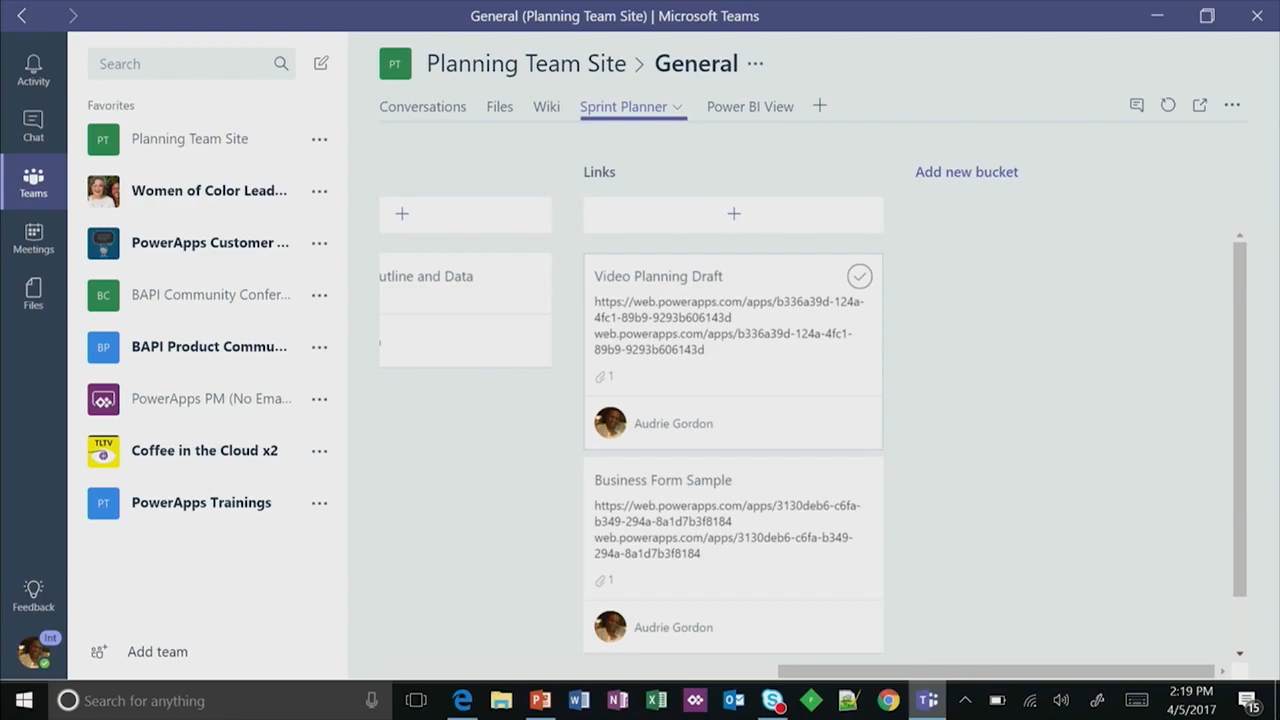 General (Planning Team Site) | Microsoft Teams
Activity
Chat
Teams
Meetings
Files
Feedback
Int
Search
Favorites
PT
Planning Team Site
Women of Color Lead...
PowerApps Customer ...
BC
BAPI Community Confer...
BP
BAPI Product Commu...
PowerApps PM (No Ema...
TLTV
Coffee in the Cloud x2
PT
PowerApps Trainings
Add team
PT
Planning Team Site > General ...
Conversations
Files
Wiki
Sprint Planner
Power BI View
utline and Data
Links
Video Planning Draft
https://web.powerapps.com/apps/b336a39d-124a-
4fc1-89b9-9293b606143d
web.powerapps.com/apps/b336a39d-124a-4fc1-
89b9-9293b606143d
1
Audrie Gordon
Business Form Sample
https://web.powerapps.com/apps/3130deb6-c6fa-
b349-294a-8a1d7b3f8184
web.powerapps.com/apps/3130deb6-c6fa-b349-
294a-8a1d7b3f8184
1
Audrie Gordon
Add new bucket
Search for anything
2:19 PM
4/5/2017
15